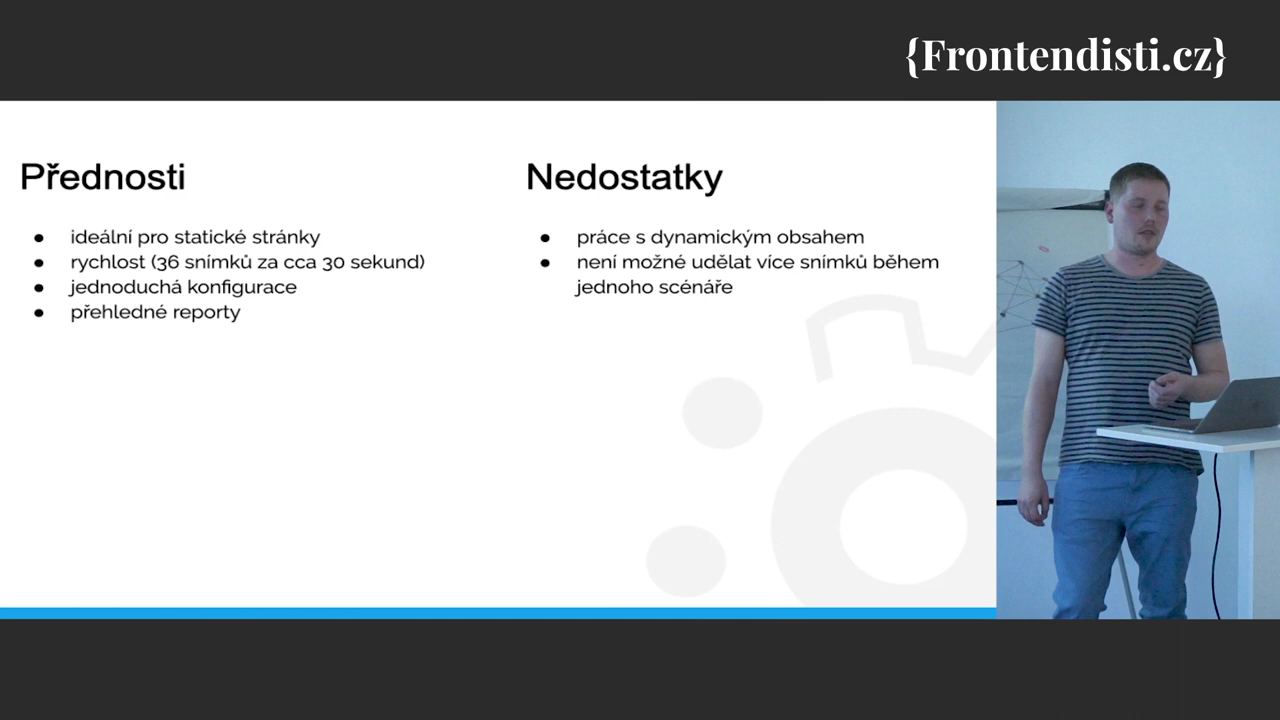 {Frontendisti.cz}
Přednosti
● ideální pro statické stránky
● rychlost (36 snímků za cca 30 sekund)
● jednoduchá konfigurace
● přehledné reporty
Nedostatky
● práce s dynamickým obsahem
● není možné udělat více snímků během
jednoho scénáře